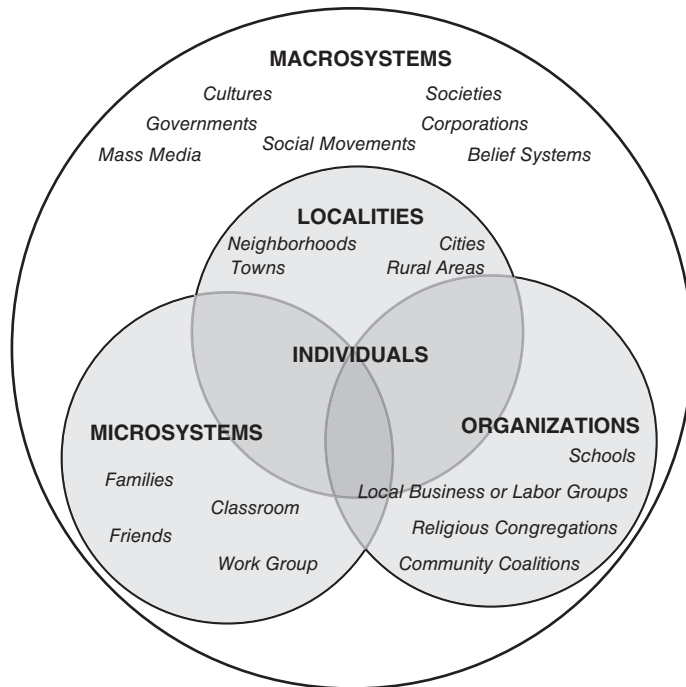 MACROSYSTEMS
Cultures Societies
Governments Corporations
Mass Media Social Movements Belief Systems
LOCALITIES
Neighborhoods Cities
Towns Rural Areas
INDIVIDUALS
MICROSYSTEMS
Families
Classroom
Friends
Work Group
ORGANIZATIONS
Schools
Local Business or Labor Groups
Religious Congregations
Community Coalitions